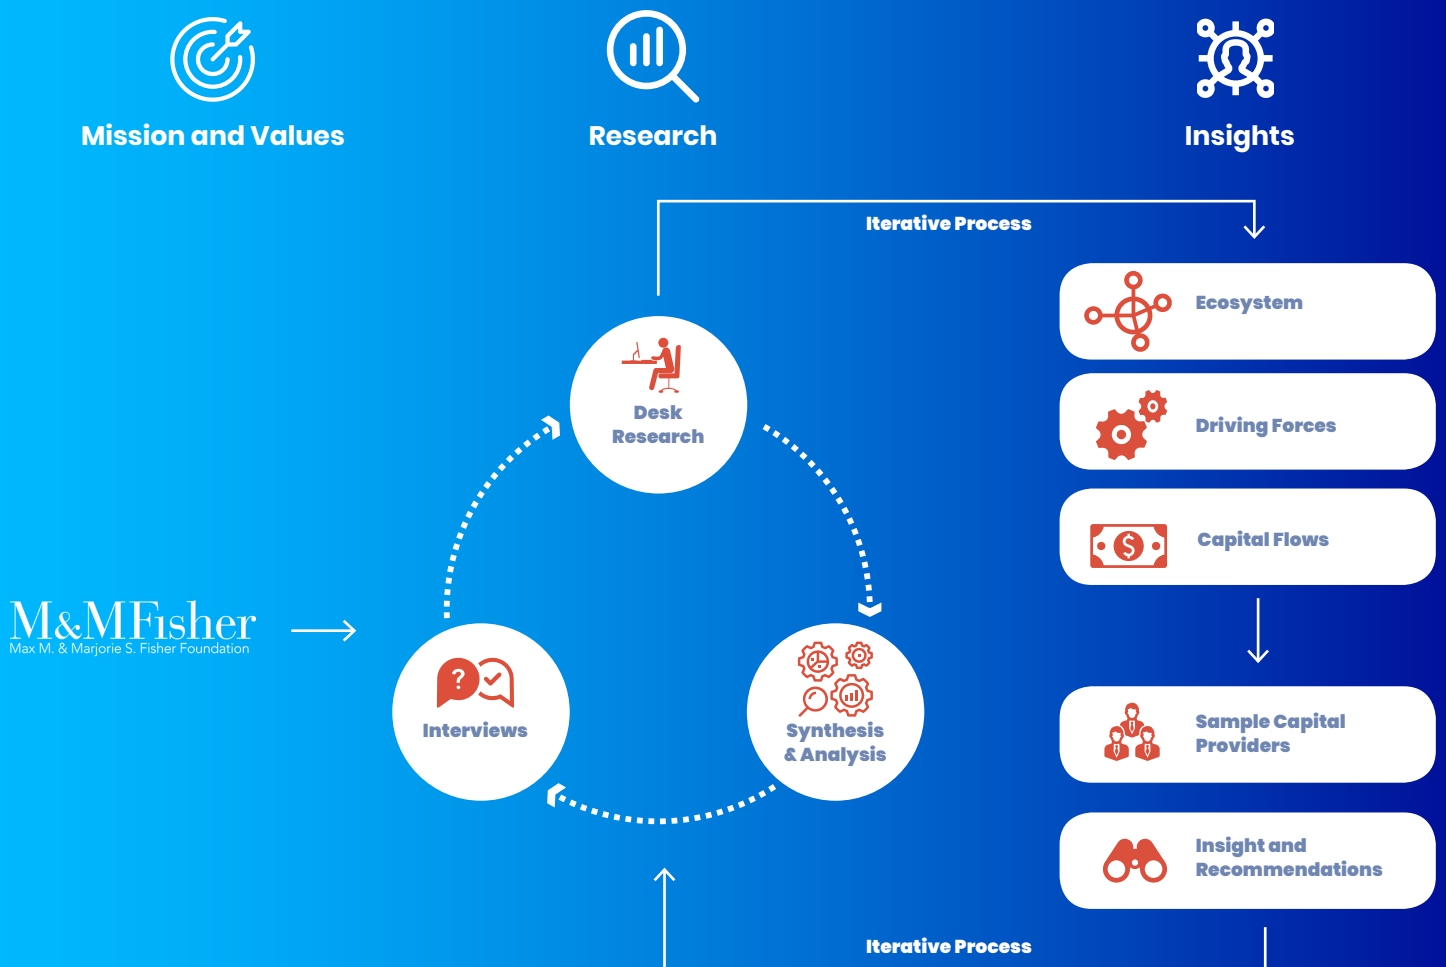 Mission and Values
Research
Insights
Iterative Process
Ecosystem
Desk
Research
Driving Forces
Capital Flows
M&MFisher
Max M. & Marjorie S. Fisher Foundation
?
Interviews
Synthesis
& Analysis
$
Sample Capital
Providers
Insight and
Recommendations
Iterative Process